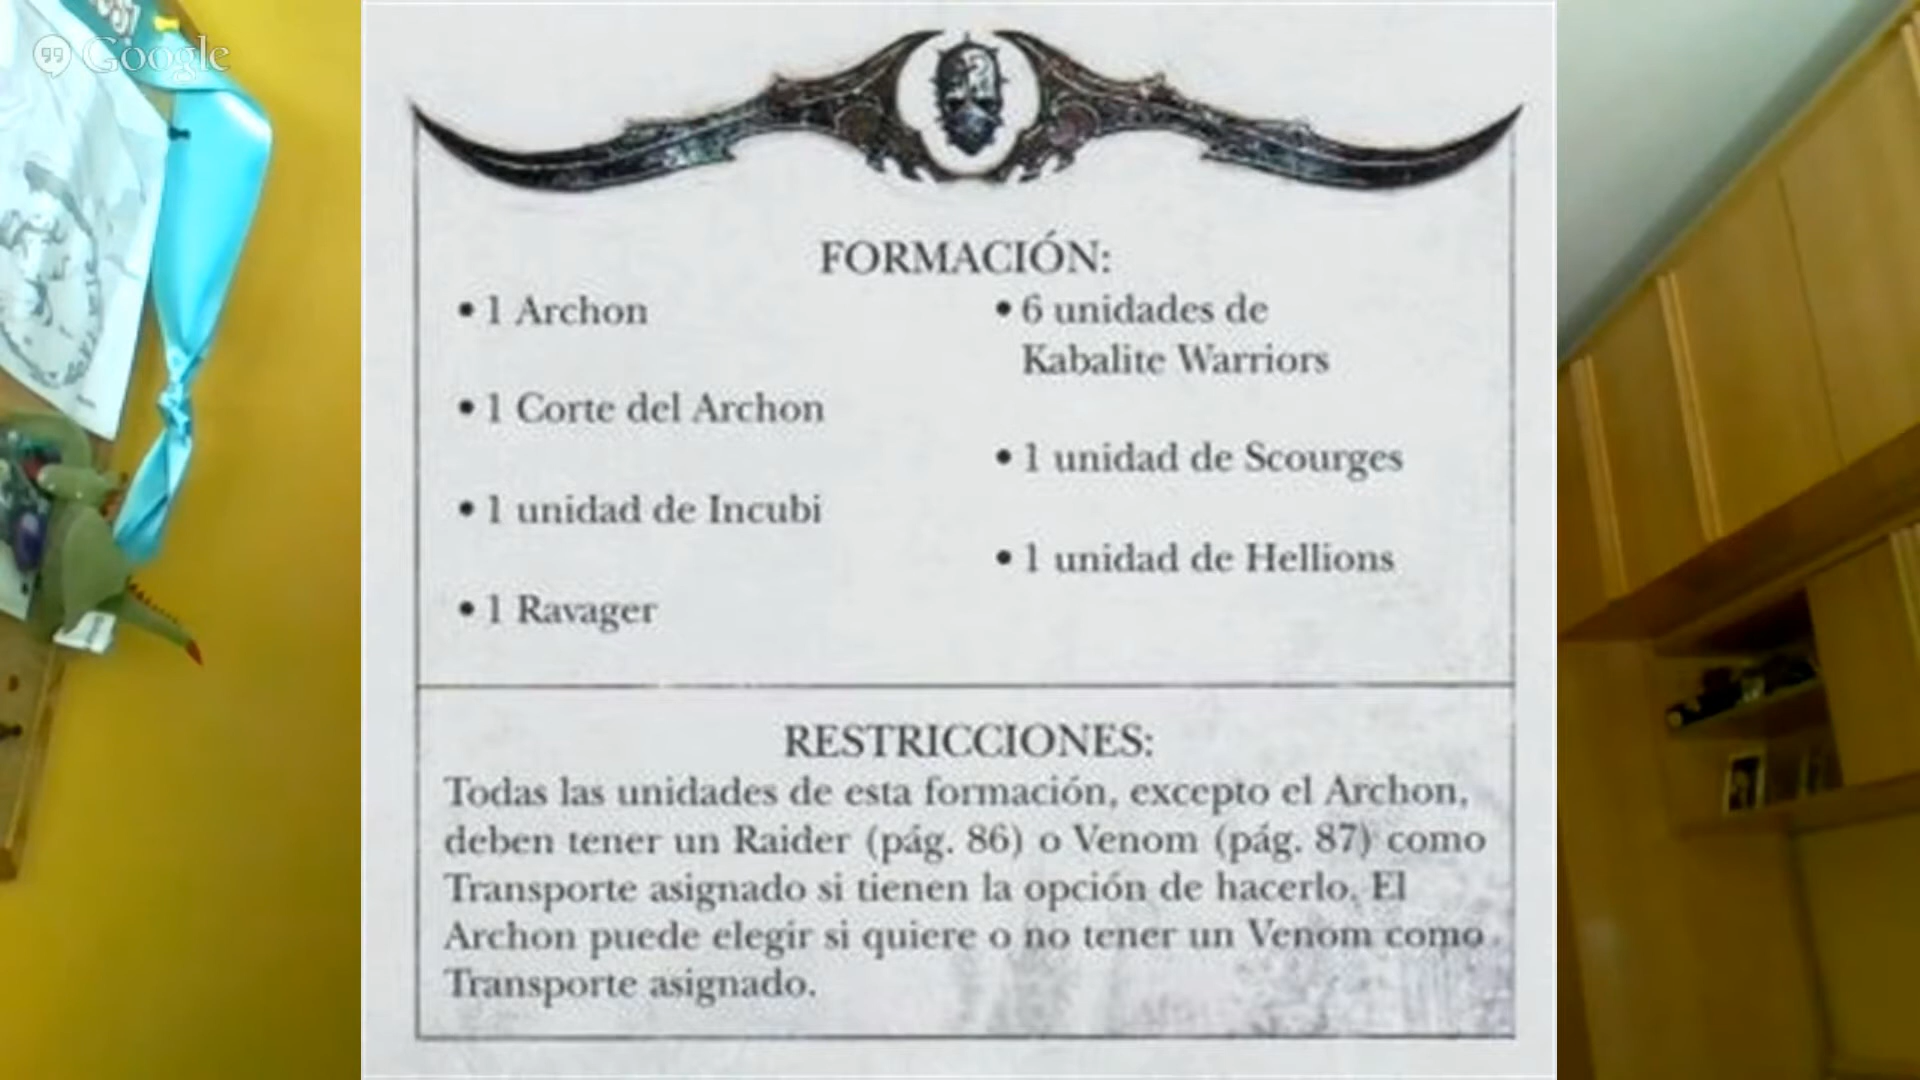 Google
FORMACIÓN:
• 1 Archon
• 1 Corte del Archon
• 1 unidad de Incubi
• 1 Ravager
• 6 unidades de
Kabalite Warriors
• 1 unidad de Scourges
• 1 unidad de Hellions
RESTRICCIONES:
Todas las unidades de esta formación, excepto el Archon,
deben tener un Raider (pág. 86) o Venom (pág. 87) como
Transporte asignado si tienen la opción de hacerlo. El
Archon puede elegir si quiere o no tener un Venom como
Transporte asignado.